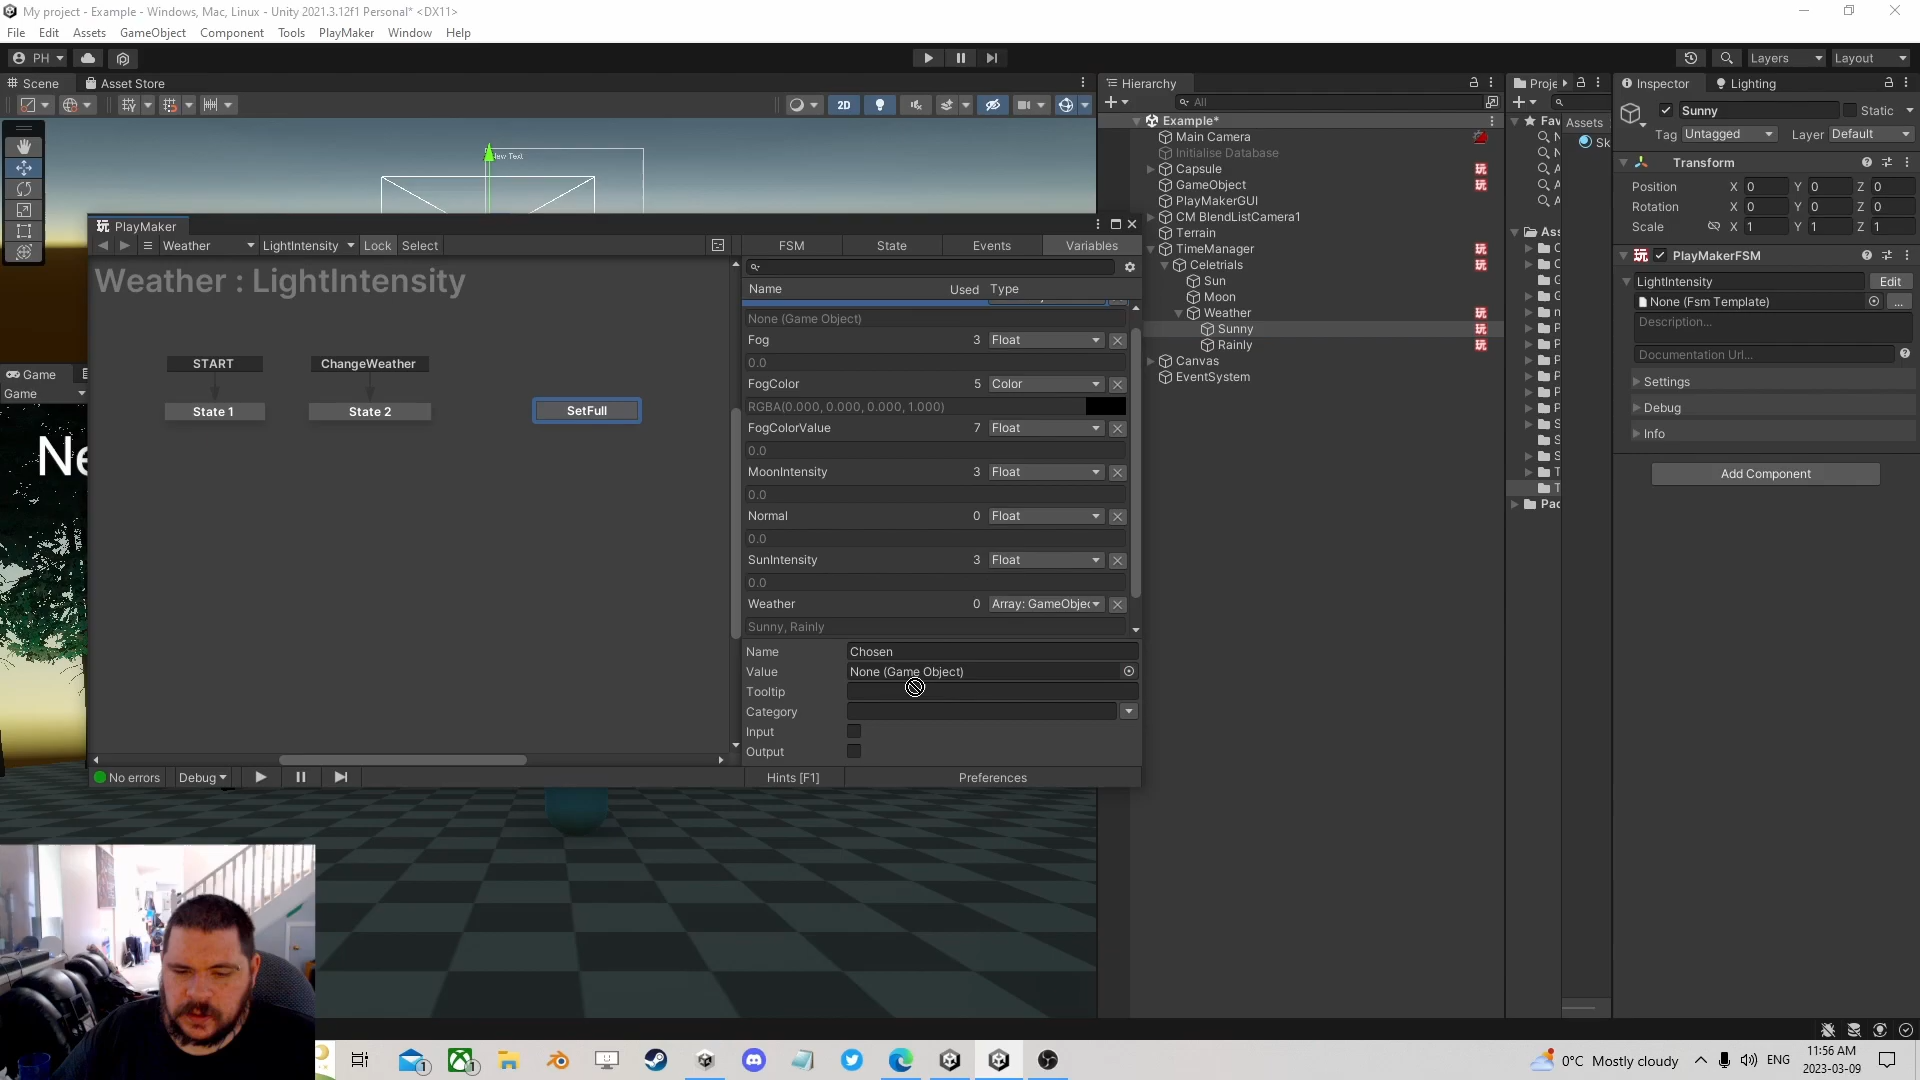 My project - Example - Windows, Mac, Linux - Unity 2021.3.12f1 Personal* <DX11>
File Edit Assets GameObject Component Tools PlayMaker Window Help
PH Layers Layout
Scene Asset Store
2D
New Text
Hierarchy
All
Example*
Main Camera
Initialise Database
Capsule
GameObject
PlayMakerGUI
CM BlendListCamera1
Terrain
TimeManager
Celetrials
Sun
Moon
Weather
Sunny
Rainly
Canvas
EventSystem
Proje
Fav
Assets
Sk
Ass
Pac
Inspector Lighting
Sunny Static
Tag Untagged Layer Default
Transform
Position X 0 Y 0 Z 0
Rotation X 0 Y 0 Z 0
Scale X 1 Y 1 Z 1
PlayMakerFSM
LightIntensity Edit
None (Fsm Template) ...
Description...
Documentation Url...
Settings
Debug
Info
Add Component
Game
Game
Ne
PlayMaker
Weather LightIntensity Lock Select
Weather : LightIntensity
START ChangeWeather
State 1 State 2 SetFull
FSM State Events Variables
Name Used Type
None (Game Object)
Fog 3 Float
0.0
FogColor 5 Color
RGBA(0.000, 0.000, 0.000, 1.000)
FogColorValue 7 Float
0.0
MoonIntensity 3 Float
0.0
Normal 0 Float
0.0
SunIntensity 3 Float
0.0
Weather 0 Array: GameObjec
Sunny, Rainly
Name Chosen
Value None (Game Object)
Tooltip
Category
Input
Output
No errors Debug
Hints [F1] Preferences
0°C Mostly cloudy
ENG
11:56 AM
2023-03-09